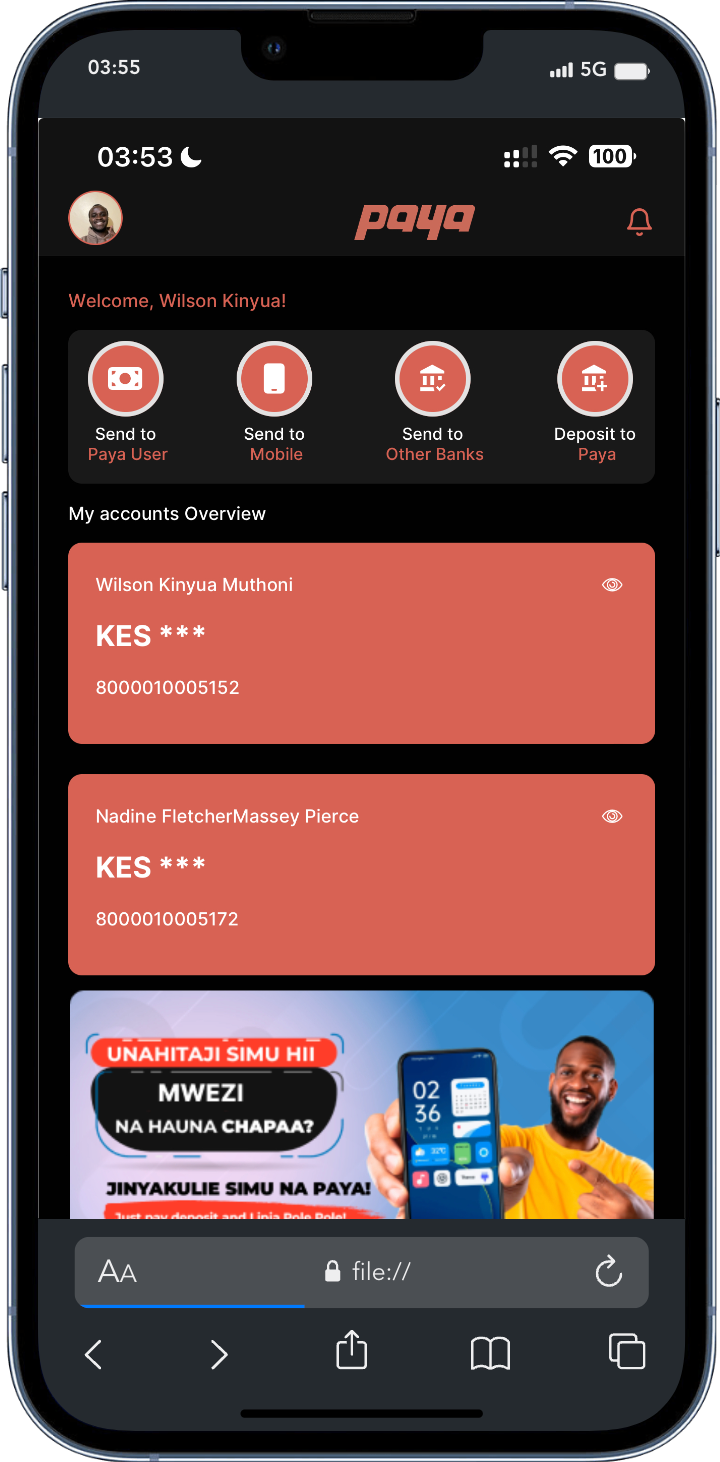 03:55
5G
03:53
100
paya
Welcome, Wilson Kinyua!
Send to
Paya User
Send to
Mobile
Send to
Other Banks
Deposit to
Paya
My accounts Overview
Wilson Kinyua Muthoni
KES ***
8000010005152
Nadine FletcherMassey Pierce
KES ***
8000010005172
UNAHITAJI SIMU HII
MWEZI
NA HAUNA CHAPAA?
JINYAKULIE SIMU NA PAYA!
Just pay deposit and Lipia Pole Pole!
02
36
32°C
AA
file://